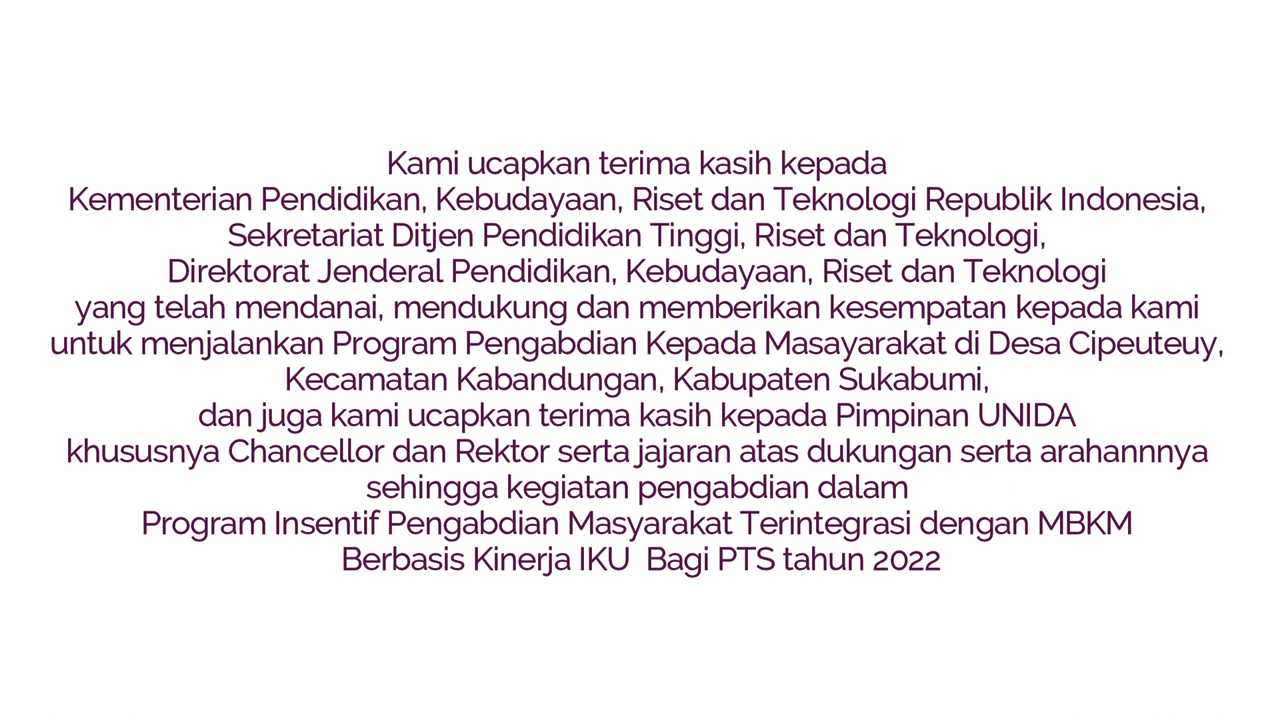 Kami ucapkan terima kasih kepada
Kementerian Pendidikan, Kebudayaan, Riset dan Teknologi Republik Indonesia,
Sekretariat Ditjen Pendidikan Tinggi, Riset dan Teknologi,
Direktorat Jenderal Pendidikan, Kebudayaan, Riset dan Teknologi
yang telah mendanai, mendukung dan memberikan kesempatan kepada kami
untuk menjalankan Program Pengabdian Kepada Masayarakat di Desa Cipeuteuy,
Kecamatan Kabandungan, Kabupaten Sukabumi,
dan juga kami ucapkan terima kasih kepada Pimpinan UNIDA
khususnya Chancellor dan Rektor serta jajaran atas dukungan serta arahannnya
sehingga kegiatan pengabdian dalam
Program Insentif Pengabdian Masyarakat Terintegrasi dengan MBKM
Berbasis Kinerja IKU  Bagi PTS tahun 2022